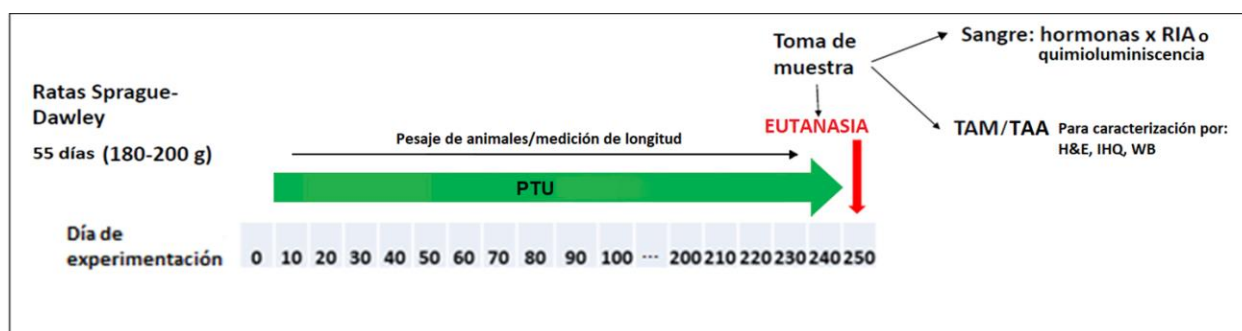 Ratas Sprague-
Dawley
55 días (180-200 g)
Toma de
muestra
Sangre: hormonas x RIA o
quimioluminiscencia
EUTANASIA
TAM/TAA Para caracterización por:
H&E, IHQ, WB
Pesaje de animales/medición de longitud
PTU
Día de
experimentación 0 10 20 30 40 50 60 70 80 90 100 ... 200 210 220 230 240 250